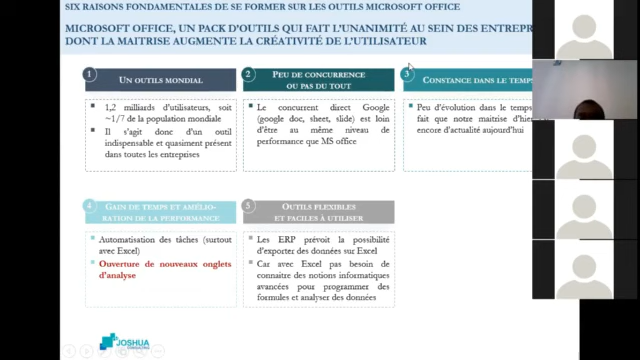 SIX RAISONS FONDAMENTALES DE SE FORMER SUR LES OUTILS MICROSOFT OFFICE
MICROSOFT OFFICE, UN PACK D'OUTILS QUI FAIT L'UNANIMITÉ AU SEIN DES
DONT LA MAITRISE AUGMENTE LA CRÉATIVITÉ DE L'UTILISATEUR
1
UN OUTILS MONDIAL
1,2 milliards d'utilisateurs, soit
~1/7 de la population mondiale
Il s'agit donc d'un outil
indispensable et quasiment présent
dans toutes les entreprises
2
PEU DE CONCURRENCE
OU PAS DU TOUT
Le concurrent direct Google
(google doc, sheet, slide) est loin
d'être au même niveau de
performance que MS office
3
CONSTANCE DANS LE TEMPS
Peu d'évolution dans le temps
fait que notre maitrise
encore d'actualité aujourd'hui
4
GAIN DE TEMPS ET AMÉLIO-
RATION DE LA PERFORMANCE
Automatisation des tâches (surtout
avec Excel)
Ouverture de nouveaux onglets
d'analyse
5
OUTILS FLEXIBLES
ET FACILES À UTILISER
Les ERP prévoit la possibilité
d'exporter des données sur Excel
Car avec Excel pas besoin de
connaitre des notions informatiques
avancées pour programmer des
formules et analyser des données
JOSHUA
CONSULTING